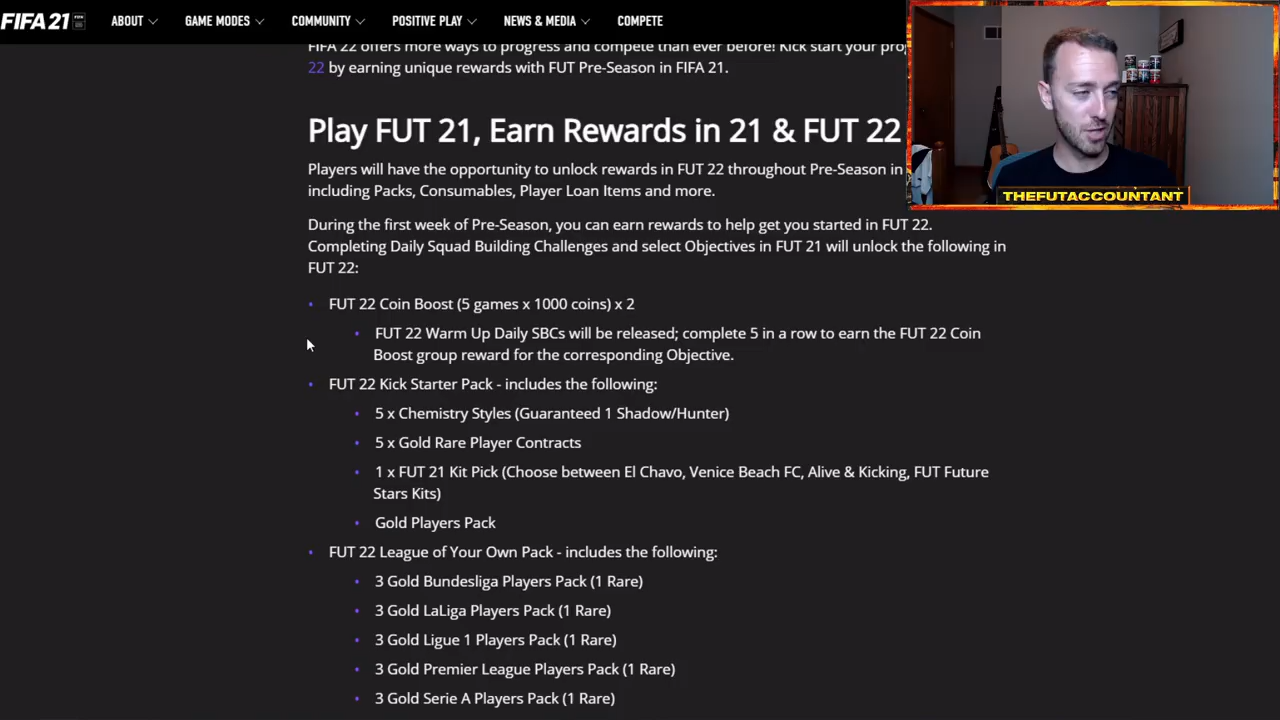 FIFA 21
ABOUT
GAME MODES
COMMUNITY
POSITIVE PLAY
NEWS & MEDIA
COMPETE
FIFA 22 offers more ways to progress and compete than ever before! Kick start your
22 by earning unique rewards with FUT Pre-Season in FIFA 21.
Play FUT 21, Earn Rewards in 21 & FUT 22
Players will have the opportunity to unlock rewards in FUT 22 throughout Pre-Season in
including Packs, Consumables, Player Loan Items and more.
THEFUTACCOUNTANT
During the first week of Pre-Season, you can earn rewards to help get you started in FUT 22.
Completing Daily Squad Building Challenges and select Objectives in FUT 21 will unlock the following in
FUT 22:
FUT 22 Coin Boost (5 games x 1000 coins) x 2
FUT 22 Warm Up Daily SBCs will be released; complete 5 in a row to earn the FUT 22 Coin
Boost group reward for the corresponding Objective.
FUT 22 Kick Starter Pack - includes the following:
5 x Chemistry Styles (Guaranteed 1 Shadow/Hunter)
5 x Gold Rare Player Contracts
1 x FUT 21 Kit Pick (Choose between El Chavo, Venice Beach FC, Alive & Kicking, FUT Future
Stars Kits)
Gold Players Pack
FUT 22 League of Your Own Pack - includes the following:
3 Gold Bundesliga Players Pack (1 Rare)
3 Gold LaLiga Players Pack (1 Rare)
3 Gold Ligue 1 Players Pack (1 Rare)
3 Gold Premier League Players Pack (1 Rare)
3 Gold Serie A Players Pack (1 Rare)